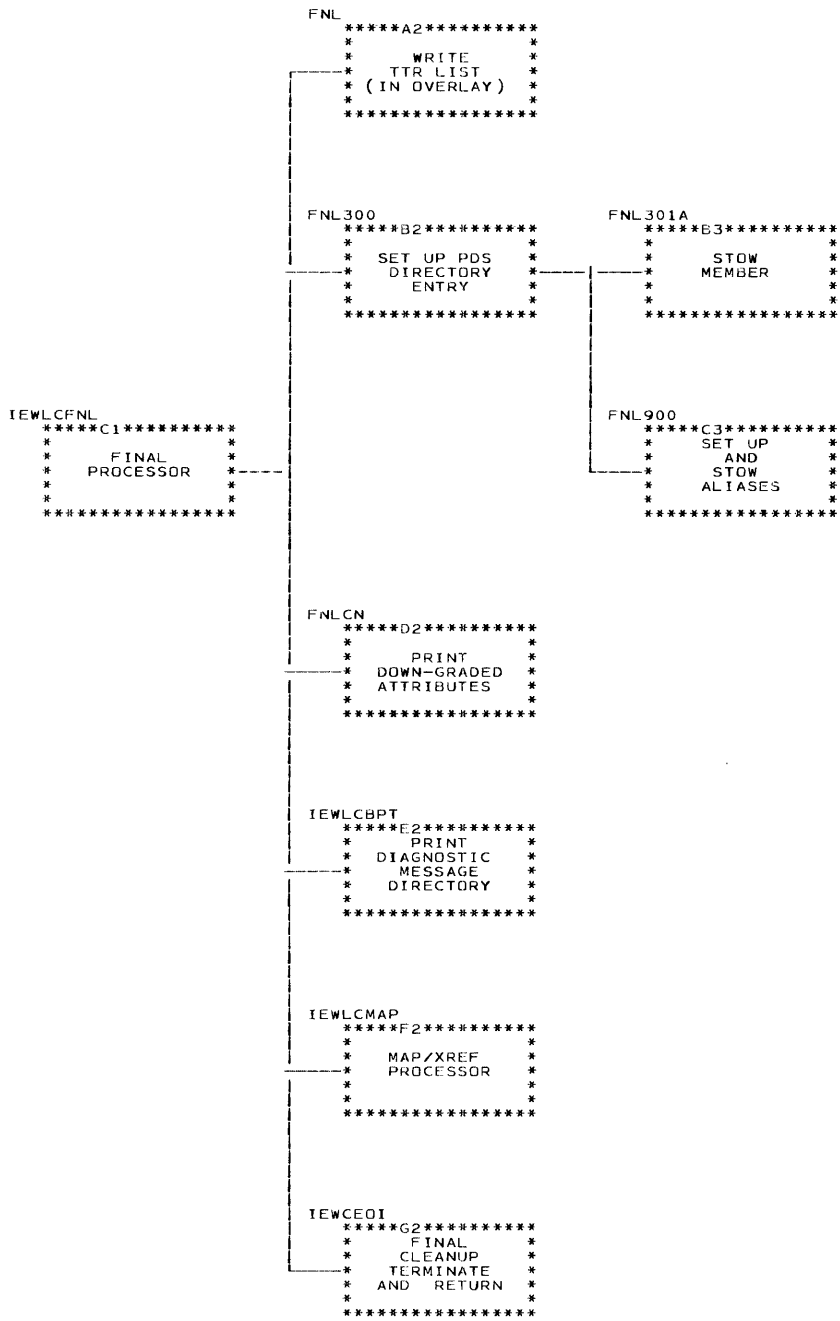 FNL
A2
WRITE
TTR LIST
(IN OVERLAY)
FNL300
B2
SET UP PDS
DIRECTORY
ENTRY
FNL301A
B3
STOW
MEMBER
IEWLCFNL
C1
FINAL
PROCESSOR
FNL900
C3
SET UP
AND
STOW
ALIASES
FNLCN
D2
PRINT
DOWN-GRADED
ATTRIBUTES
IEWLCBPT
E2
PRINT
DIAGNOSTIC
MESSAGE
DIRECTORY
IEWLCMAP
F2
MAP/XREF
PROCESSOR
IEWCEOI
G2
FINAL
CLEANUP
TERMINATE
AND RETURN